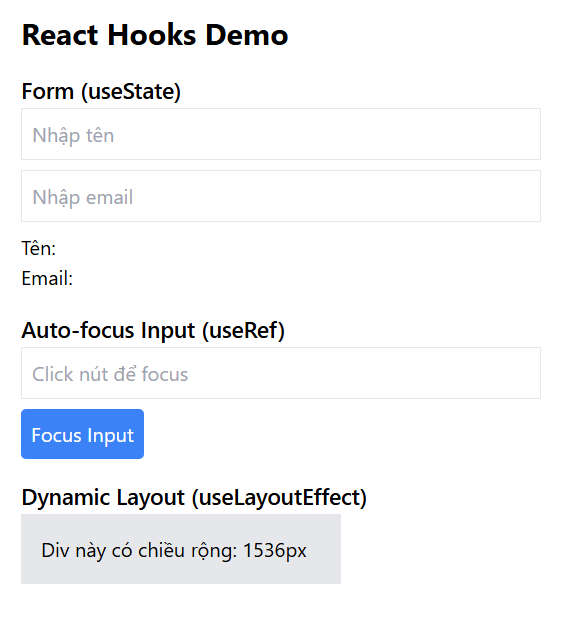 React Hooks Demo
Form (useState)
Nhập tên
Nhập email
Tên:
Email:
Auto-focus Input (useRef)
Click nút để focus
Focus Input
Dynamic Layout (useLayoutEffect)
Div này có chiều rộng: 1536px